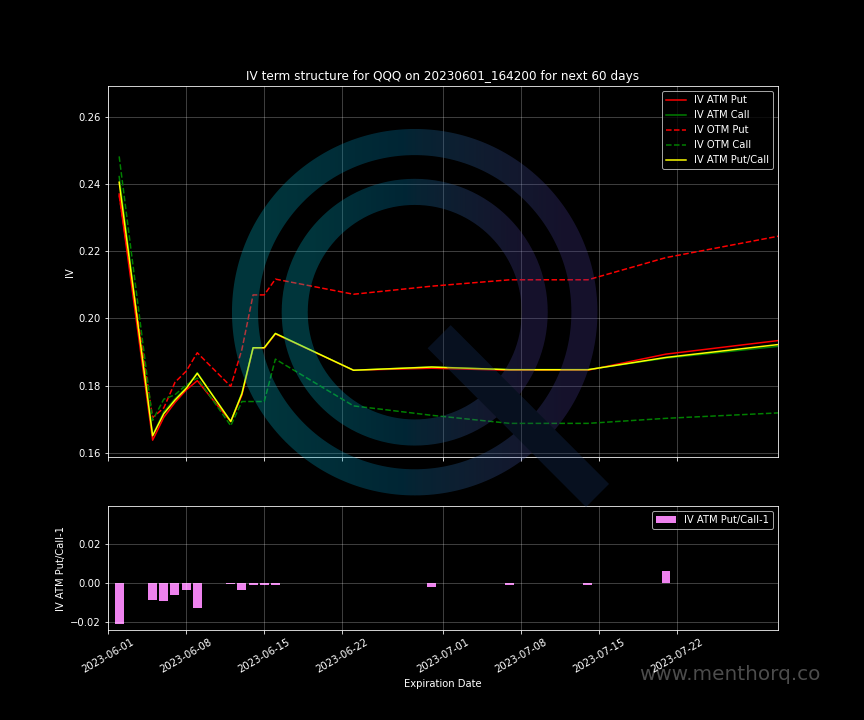 IV term structure for QQQ on 20230601_164200 for next 60 days
IV ATM Put
IV ATM Call
IV OTM Put
IV OTM Call
IV ATM Put/Call
0.26
0.24
0.22
0.20
0.18
0.16
IV
IV ATM Put/Call-1
0.02
0.00
−0.02
IV ATM Put/Call-1
2023-06-01
2023-06-08
2023-06-15
2023-06-22
2023-07-01
2023-07-08
2023-07-15
2023-07-22
Expiration Date
www.menthorq.co